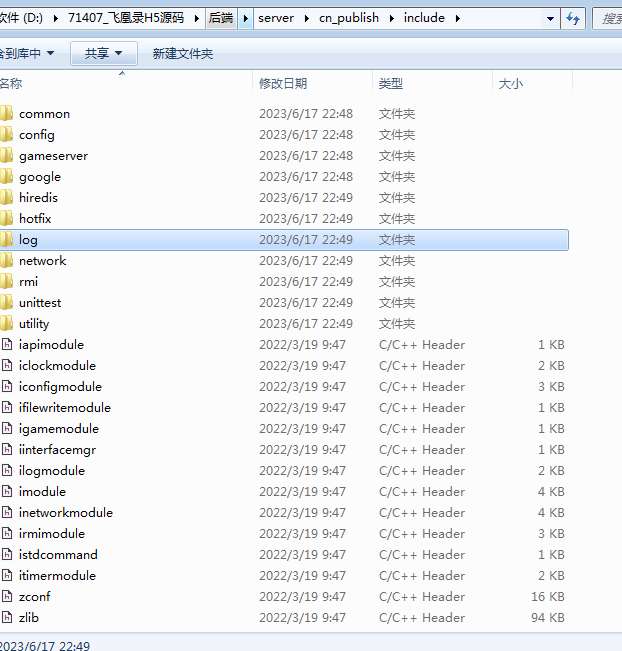 软件 (D:) 71407_飞凰录H5源码 后端 server cn_publish include 搜索
含到库中 共享 新建文件夹
名称 修改日期 类型 大小
common 2023/6/17 22:48 文件夹
config 2023/6/17 22:48 文件夹
gameserver 2023/6/17 22:48 文件夹
google 2023/6/17 22:48 文件夹
hiredis 2023/6/17 22:49 文件夹
hotfix 2023/6/17 22:49 文件夹
log 2023/6/17 22:49 文件夹
network 2023/6/17 22:49 文件夹
rmi 2023/6/17 22:49 文件夹
unittest 2023/6/17 22:49 文件夹
utility 2023/6/17 22:49 文件夹
iapimodule 2022/3/19 9:47 C/C++ Header 1 KB
iclockmodule 2022/3/19 9:47 C/C++ Header 2 KB
iconfigmodule 2022/3/19 9:47 C/C++ Header 3 KB
ifilewritemodule 2022/3/19 9:47 C/C++ Header 1 KB
igamemodule 2022/3/19 9:47 C/C++ Header 1 KB
iinterfacemgr 2022/3/19 9:47 C/C++ Header 1 KB
ilogmodule 2022/3/19 9:47 C/C++ Header 2 KB
imodule 2022/3/19 9:47 C/C++ Header 4 KB
inetworkmodule 2022/3/19 9:47 C/C++ Header 4 KB
irmimodule 2022/3/19 9:47 C/C++ Header 3 KB
istdcommand 2022/3/19 9:47 C/C++ Header 1 KB
itimermodule 2022/3/19 9:47 C/C++ Header 2 KB
zconf 2022/3/19 9:47 C/C++ Header 16 KB
zlib 2022/3/19 9:47 C/C++ Header 94 KB
2023/6/17 22:49